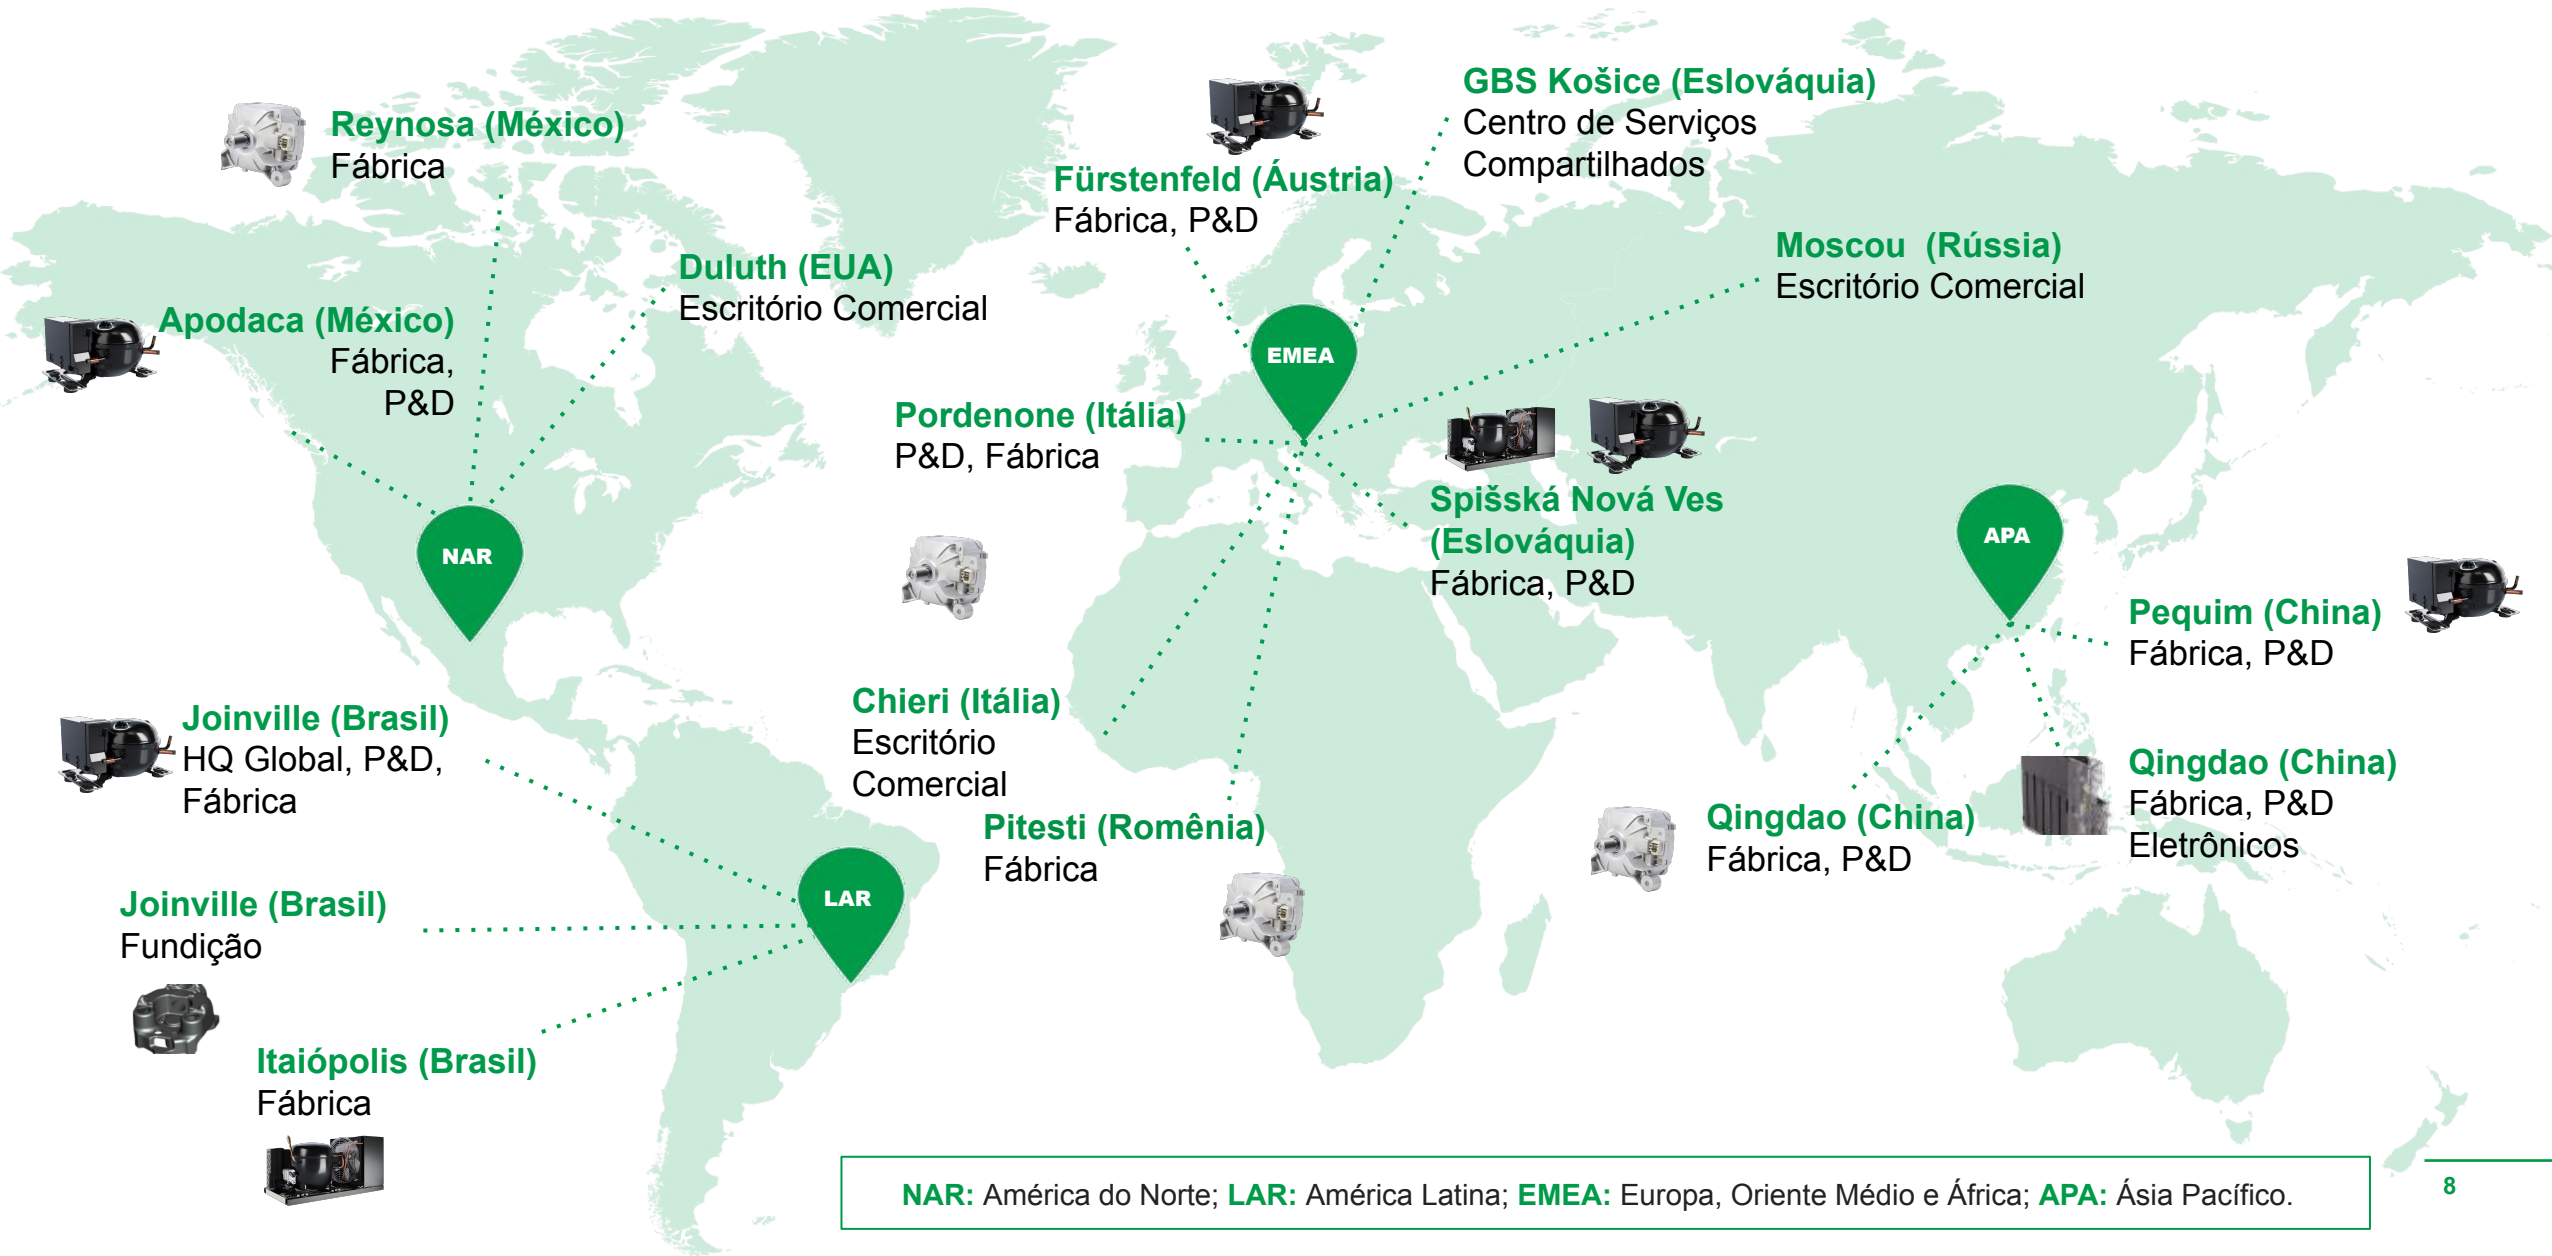 Reynosa (México)
Fábrica
Apodaca (México)
Fábrica,
P&D
Duluth (EUA)
Escritório Comercial
NAR
Joinville (Brasil)
HQ Global, P&D,
Fábrica
Joinville (Brasil)
Fundição
Itaiópolis (Brasil)
Fábrica
LAR
GBS Košice (Eslováquia)
Centro de Serviços
Compartilhados
Fürstenfeld (Áustria)
Fábrica, P&D
Moscou  (Rússia)
Escritório Comercial
EMEA
Pordenone (Itália)
P&D, Fábrica
Spišská Nová Ves
(Eslováquia)
Fábrica, P&D
Chieri (Itália)
Escritório
Comercial
Pitesti (Romênia)
Fábrica
APA
Pequim (China)
Fábrica, P&D
Qingdao (China)
Fábrica, P&D
Eletrônicos
Qingdao (China)
Fábrica, P&D
NAR: América do Norte; LAR: América Latina; EMEA: Europa, Oriente Médio e África; APA: Ásia Pacífico.
8